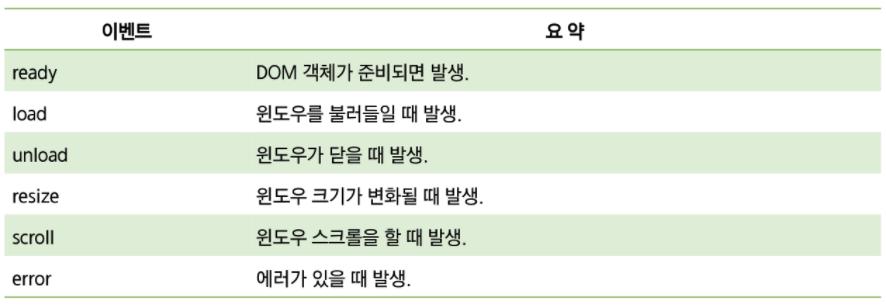 이벤트 요 약
ready DOM 객체가 준비되면 발생.
load 윈도우를 불러들일 때 발생.
unload 윈도우가 닫을 때 발생.
resize 윈도우 크기가 변화될 때 발생.
scroll 윈도우 스크롤을 할 때 발생.
error 에러가 있을 때 발생.